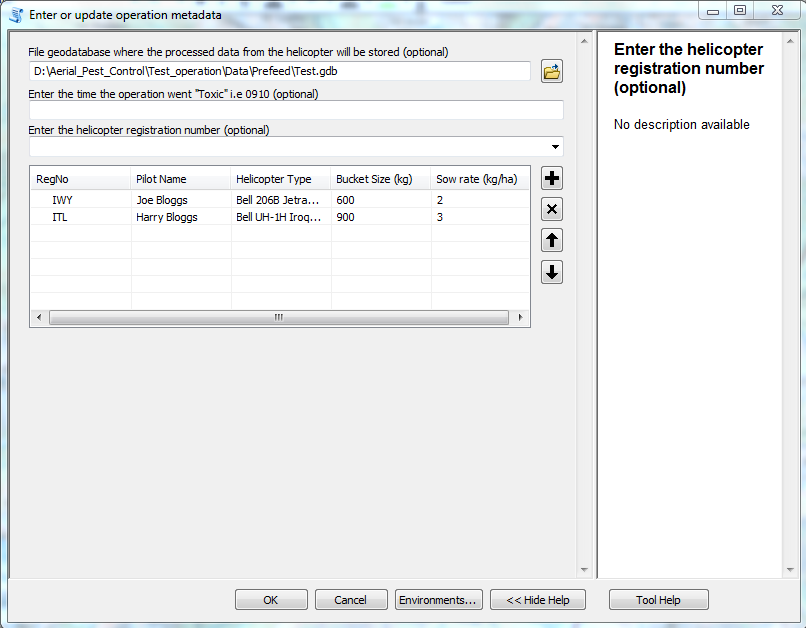 Enter or update operation metadata
File geodatabase where the processed data from the helicopter will be stored (optional)
D:\Aerial_Pest_Control\Test_operation\Data\Prefeed\Test.gdb
Enter the time the operation went "Toxic" i.e 0910 (optional)
Enter the helicopter registration number (optional)
RegNo Pilot Name Helicopter Type Bucket Size (kg) Sow rate (kg/ha)
IWY Joe Bloggs Bell 206B Jetra... 600 2
ITL Harry Bloggs Bell UH-1H Iroq... 900 3
OK Cancel Environments... << Hide Help
Enter the helicopter
registration number
(optional)
No description available
Tool Help